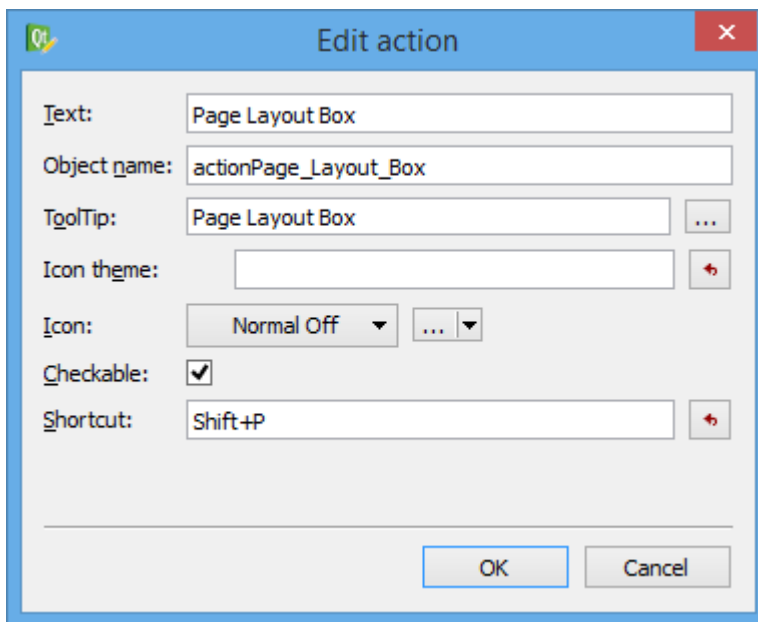 Qt
Edit action
Text: Page Layout Box
Object name: actionPage_Layout_Box
ToolTip: Page Layout Box ...
Icon theme:
Icon: Normal Off ...
Checkable:
Shortcut: Shift+P
OK Cancel